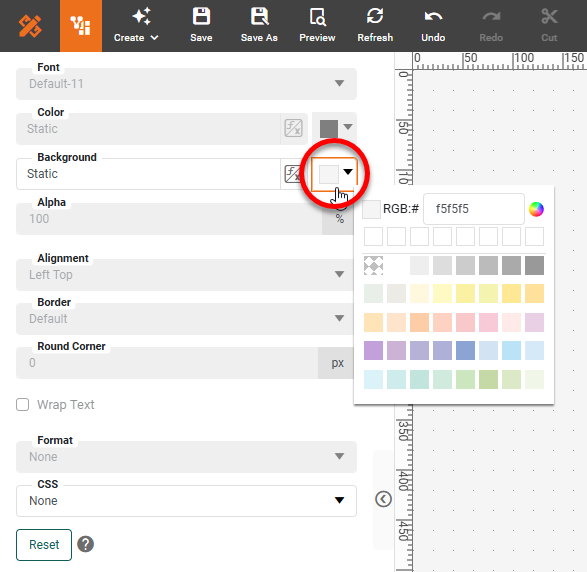 Create
Save
Save As
Preview
Refresh
Undo
Redo
Cut
0
50
100
150
0
50
Font
Default-11
Color
Static
Background
Static
Alpha
100
%
RGB:#
f5f5f5
Alignment
Left Top
Border
Default
Round Corner
0
px
Wrap Text
Format
None
CSS
None
Reset
?
350
400
450